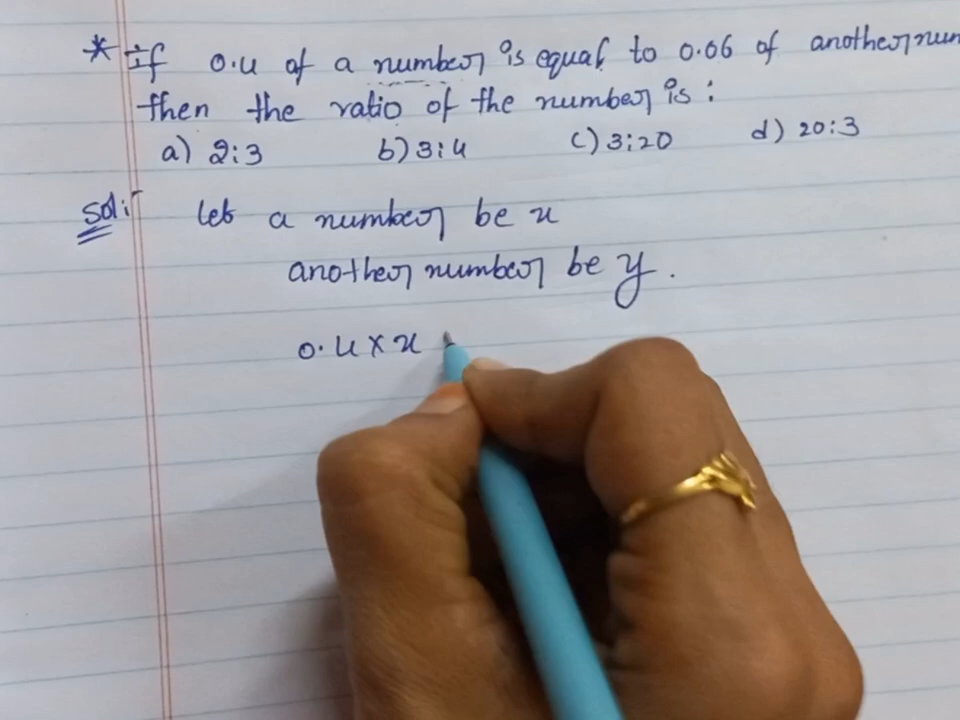 * If 0.4 of a number is equal to 0.06 of another num
then the ratio of the number is :
a) 2:3 b) 3:4 c) 3:20 d) 20:3
Sol: Let a number be x
another number be y.
0.4 × x